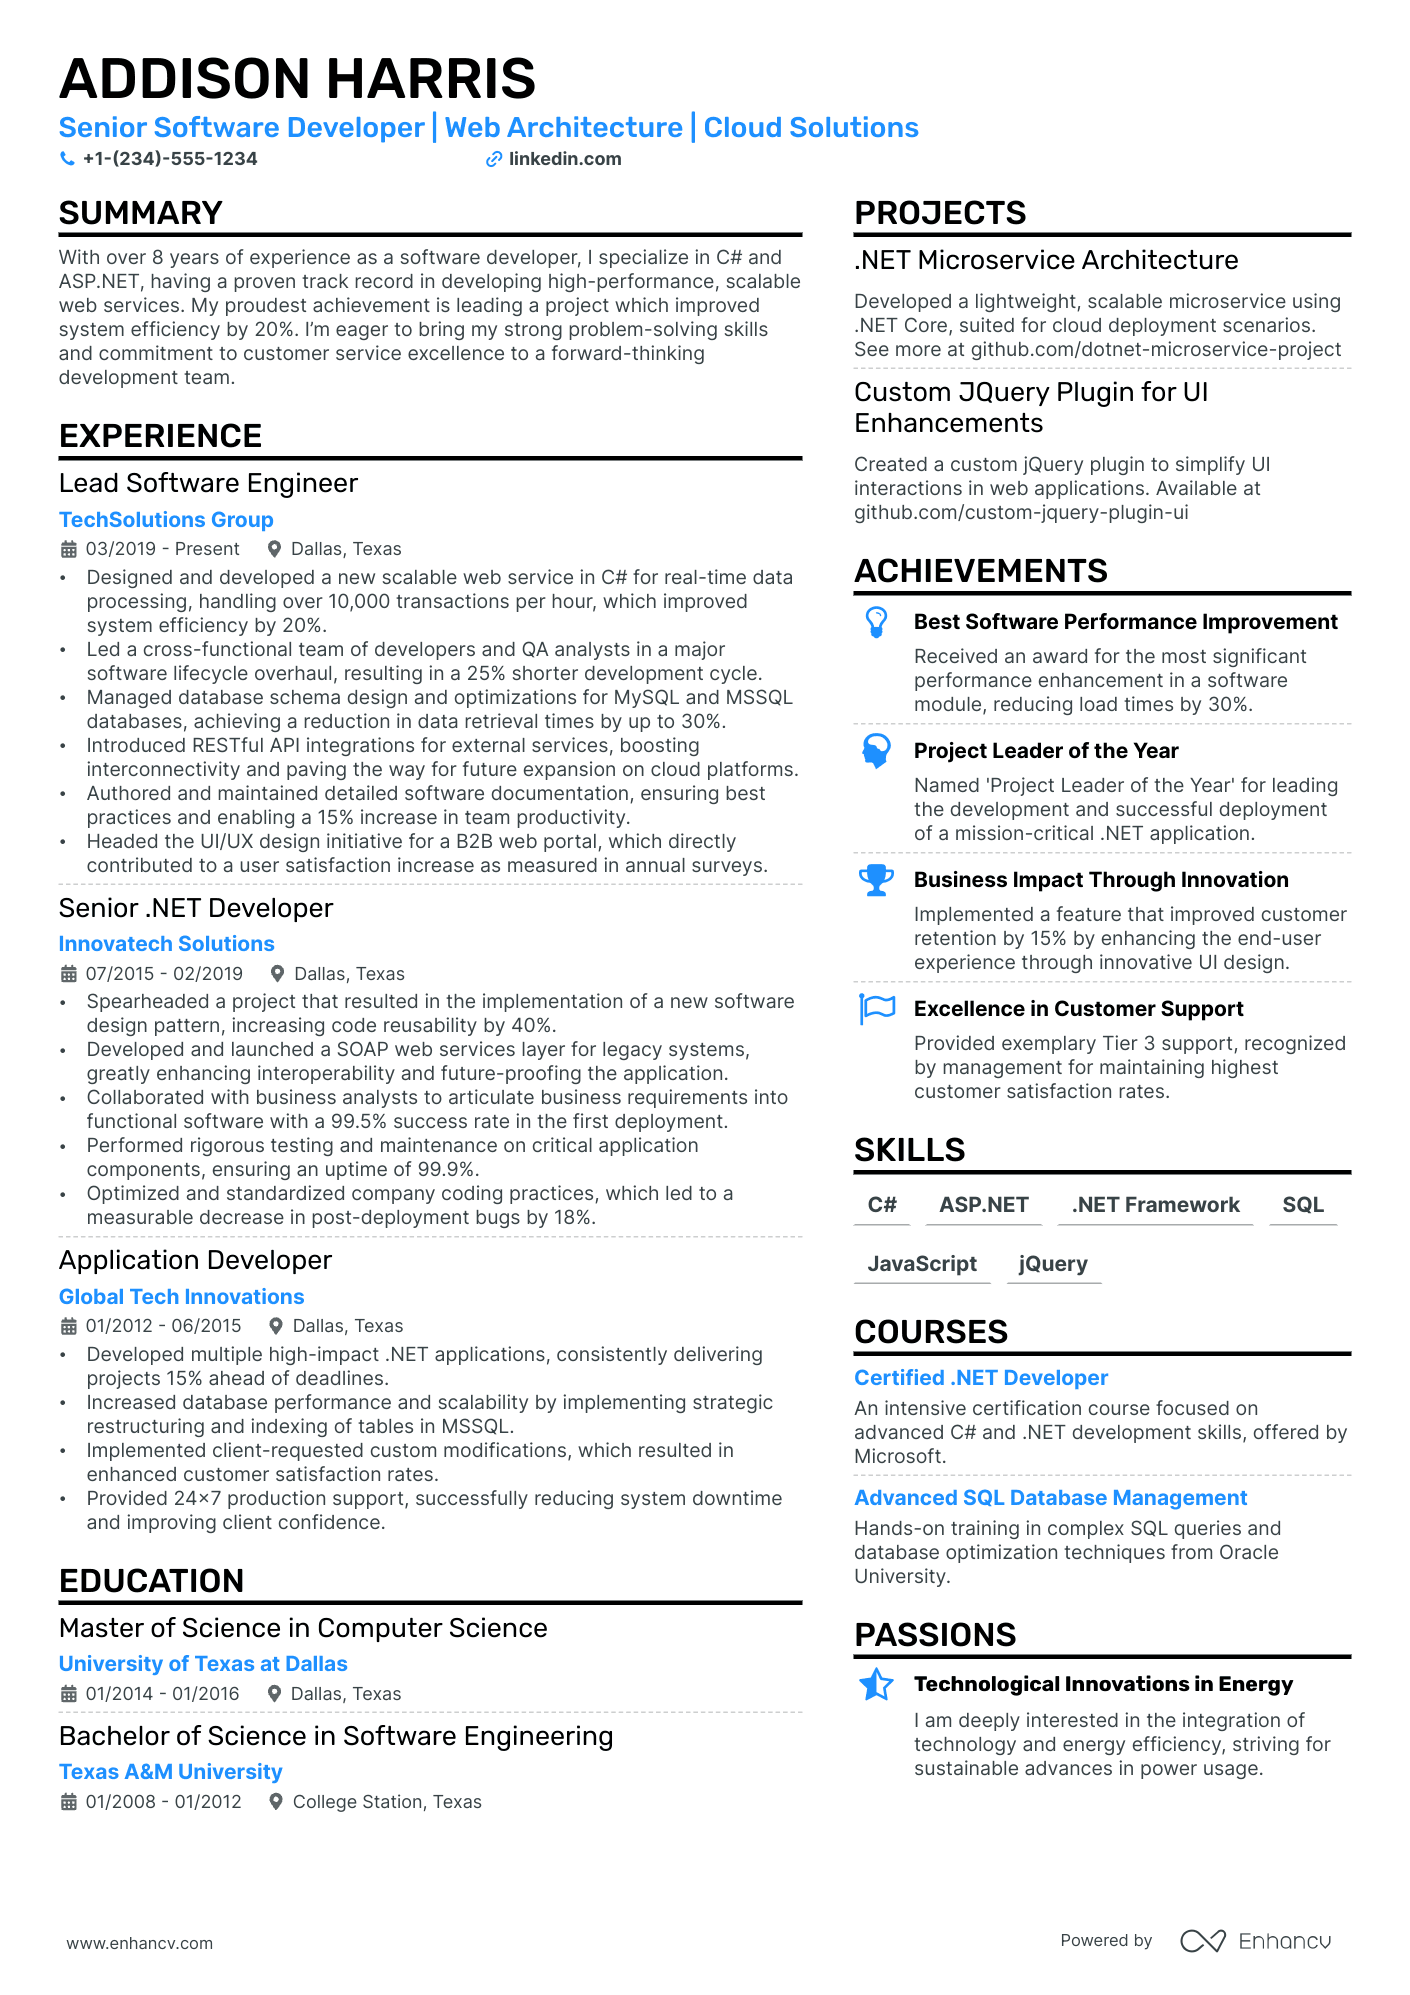 ADDISON HARRIS
Senior Software Developer | Web Architecture | Cloud Solutions
+1-(234)-555-1234
linkedin.com
SUMMARY
With over 8 years of experience as a software developer, I specialize in C# and
ASP.NET, having a proven track record in developing high-performance, scalable
web services. My proudest achievement is leading a project which improved
system efficiency by 20%. I'm eager to bring my strong problem-solving skills
and commitment to customer service excellence to a forward-thinking
development team.
EXPERIENCE
Lead Software Engineer
TechSolutions Group
03/2019 - Present
Dallas, Texas
• Designed and developed a new scalable web service in C# for real-time data
processing, handling over 10,000 transactions per hour, which improved
system efficiency by 20%.
• Led a cross-functional team of developers and QA analysts in a major
software lifecycle overhaul, resulting in a 25% shorter development cycle.
• Managed database schema design and optimizations for MySQL and MSSQL
databases, achieving a reduction in data retrieval times by up to 30%.
• Introduced RESTful API integrations for external services, boosting
interconnectivity and paving the way for future expansion on cloud platforms.
• Authored and maintained detailed software documentation, ensuring best
practices and enabling a 15% increase in team productivity.
• Headed the UI/UX design initiative for a B2B web portal, which directly
contributed to a user satisfaction increase as measured in annual surveys.
Senior .NET Developer
Innovatech Solutions
07/2015 - 02/2019
Dallas, Texas
• Spearheaded a project that resulted in the implementation of a new software
design pattern, increasing code reusability by 40%.
• Developed and launched a SOAP web services layer for legacy systems,
greatly enhancing interoperability and future-proofing the application.
• Collaborated with business analysts to articulate business requirements into
functional software with a 99.5% success rate in the first deployment.
• Performed rigorous testing and maintenance on critical application
components, ensuring an uptime of 99.9%.
• Optimized and standardized company coding practices, which led to a
measurable decrease in post-deployment bugs by 18%.
Application Developer
Global Tech Innovations
01/2012 - 06/2015
Dallas, Texas
• Developed multiple high-impact .NET applications, consistently delivering
projects 15% ahead of deadlines.
• Increased database performance and scalability by implementing strategic
restructuring and indexing of tables in MSSQL.
• Implemented client-requested custom modifications, which resulted in
enhanced customer satisfaction rates.
• Provided 24×7 production support, successfully reducing system downtime
and improving client confidence.
EDUCATION
Master of Science in Computer Science
University of Texas at Dallas
01/2014 - 01/2016
Dallas, Texas
Bachelor of Science in Software Engineering
Texas A&M University
01/2008 - 01/2012
College Station, Texas
PROJECTS
.NET Microservice Architecture
Developed a lightweight, scalable microservice using
.NET Core, suited for cloud deployment scenarios.
See more at github.com/dotnet-microservice-project
Custom JQuery Plugin for UI
Enhancements
Created a custom jQuery plugin to simplify UI
interactions in web applications. Available at
github.com/custom-jquery-plugin-ui
ACHIEVEMENTS
Best Software Performance Improvement
Received an award for the most significant
performance enhancement in a software
module, reducing load times by 30%.
Project Leader of the Year
Named 'Project Leader of the Year' for leading
the development and successful deployment
of a mission-critical .NET application.
Business Impact Through Innovation
Implemented a feature that improved customer
retention by 15% by enhancing the end-user
experience through innovative UI design.
Excellence in Customer Support
Provided exemplary Tier 3 support, recognized
by management for maintaining highest
customer satisfaction rates.
SKILLS
C# ASP.NET .NET Framework SQL
JavaScript jQuery
COURSES
Certified .NET Developer
An intensive certification course focused on
advanced C# and .NET development skills, offered by
Microsoft.
Advanced SQL Database Management
Hands-on training in complex SQL queries and
database optimization techniques from Oracle
University.
PASSIONS
Technological Innovations in Energy
I am deeply interested in the integration of
technology and energy efficiency, striving for
sustainable advances in power usage.
www.enhancv.com
Powered by
Enhancv